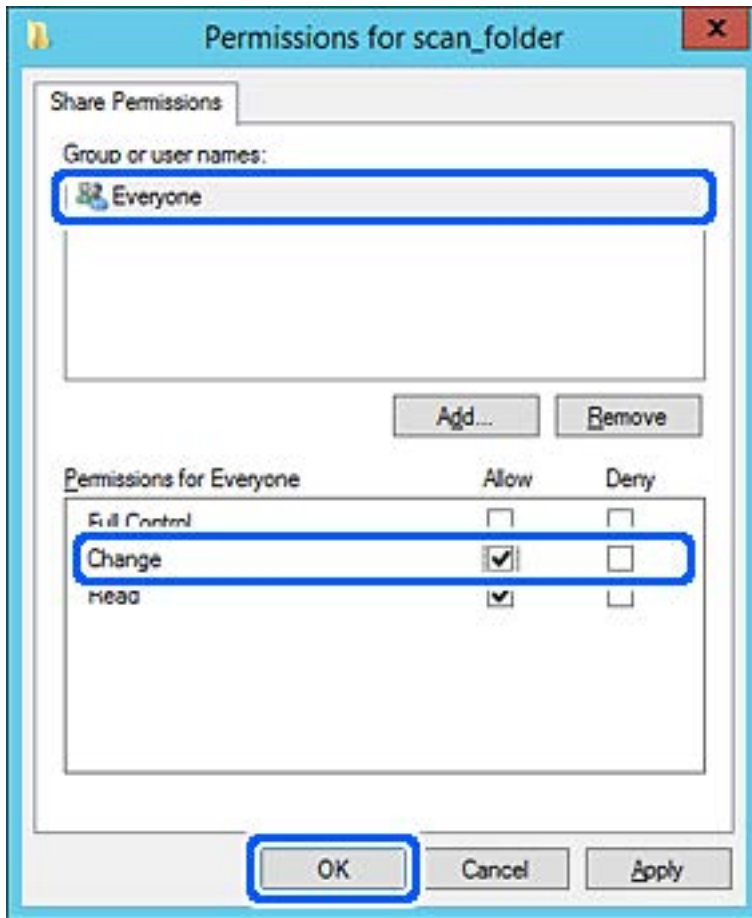 Permissions for scan_folder
x
Share Permissions
Group or user names:
Everyone
Add... Remove
Permissions for Everyone Allow Deny
Full Control
Change
Read
OK Cancel Apply